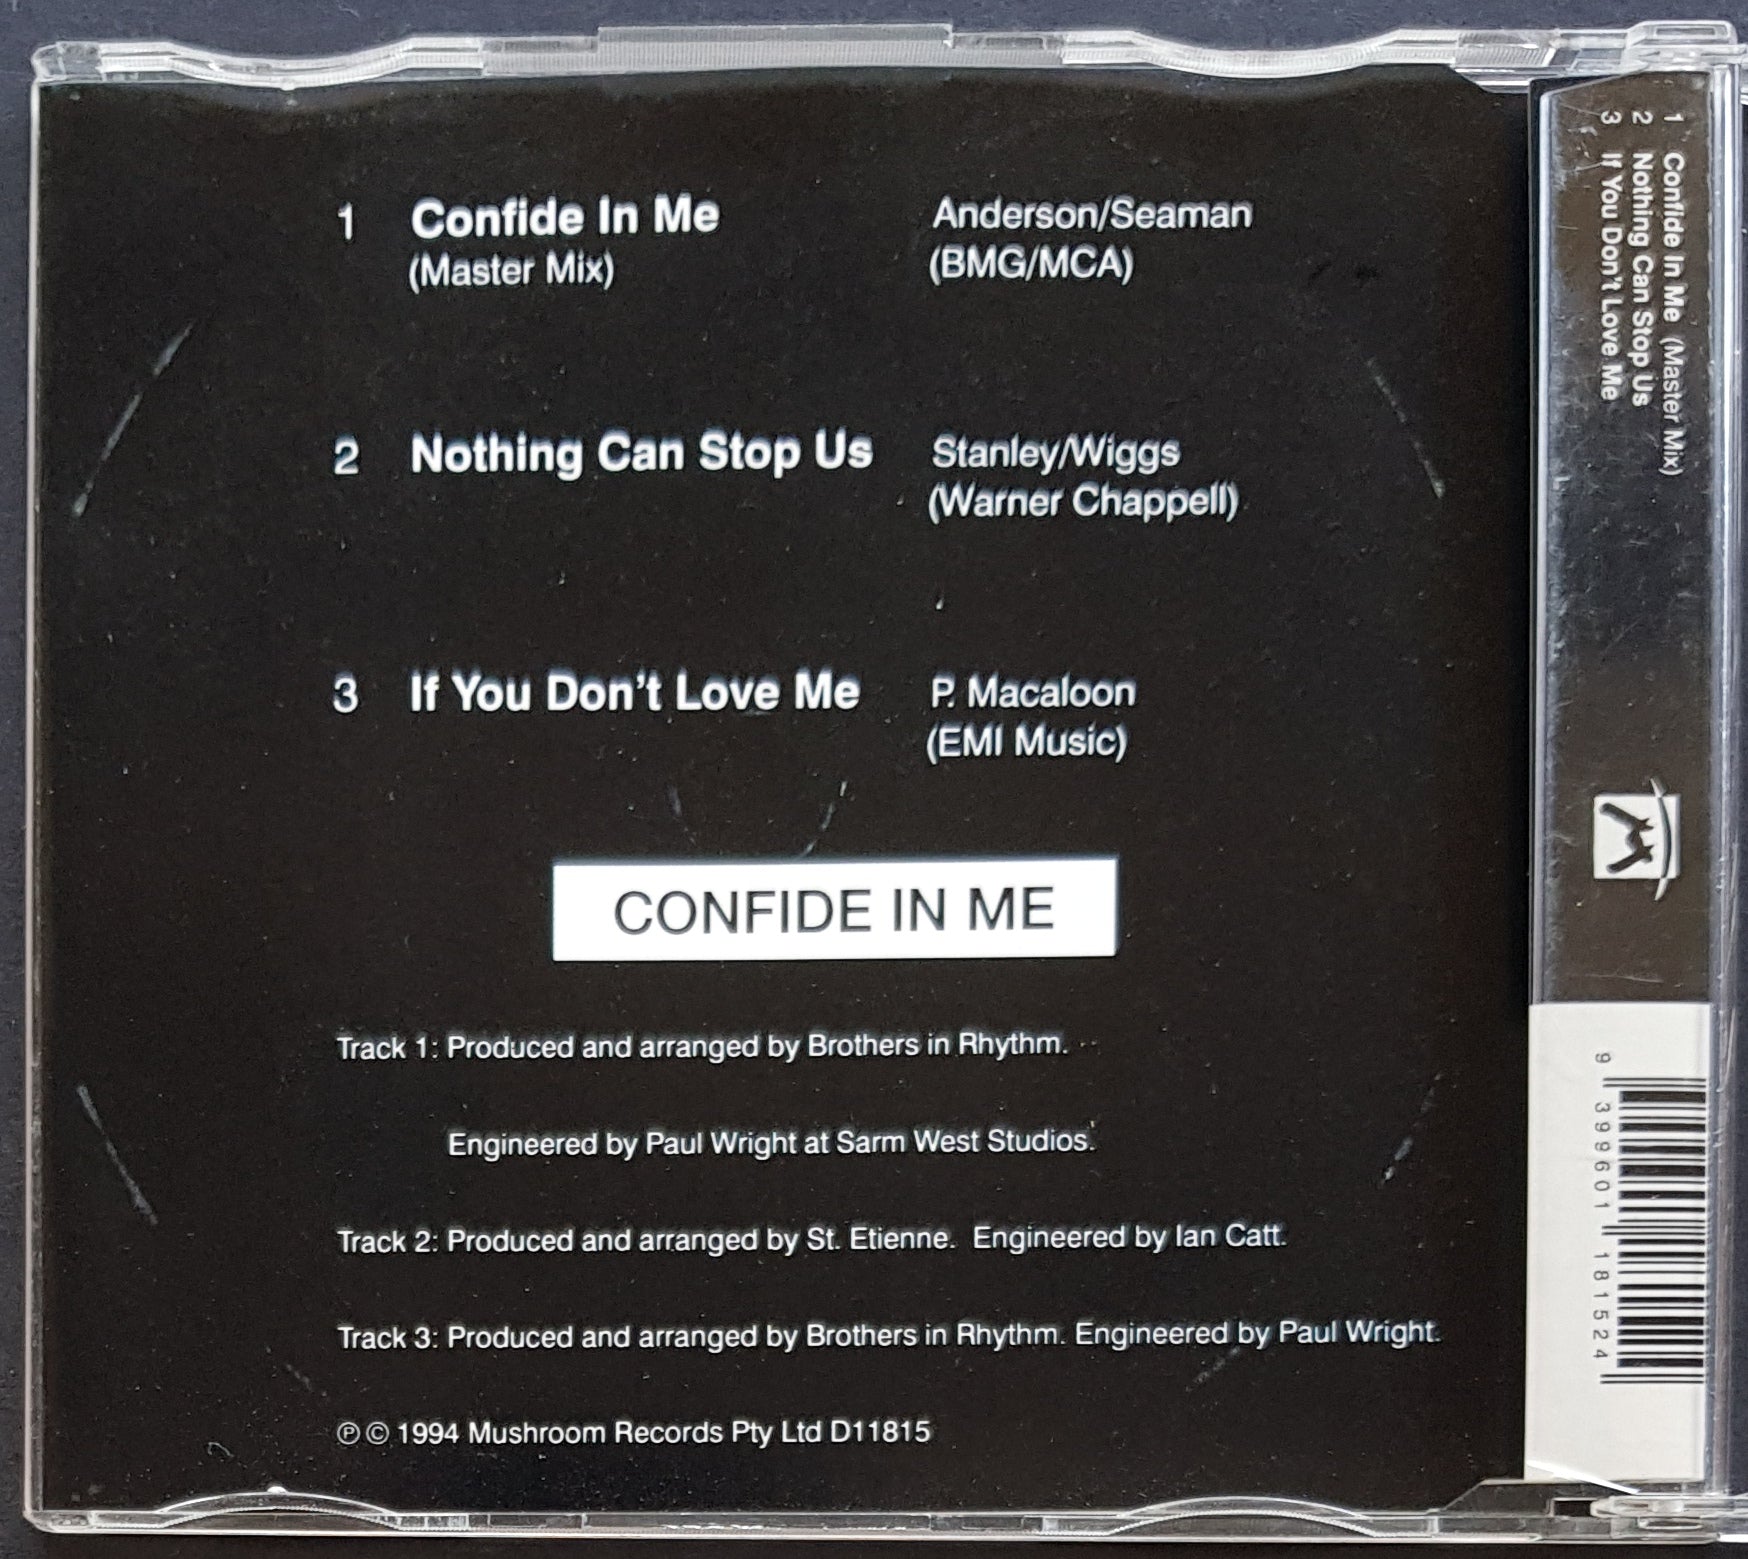 1 Confide In Me Anderson/Seaman
(Master Mix) (BMG/MCA)
2 Nothing Can Stop Us Stanley/Wiggs
(Warner Chappell)
3 If You Don't Love Me P. Macaloon
(EMI Music)
CONFIDE IN ME
Track 1: Produced and arranged by Brothers in Rhythm.
Engineered by Paul Wright at Sarm West Studios.
Track 2: Produced and arranged by St. Etienne. Engineered by Ian Catt.
Track 3: Produced and arranged by Brothers in Rhythm. Engineered by Paul Wright.
℗ © 1994 Mushroom Records Pty Ltd D11815
1 Confide In Me (Master Mix)
2 Nothing Can Stop Us
3 If You Don't Love Me
M
9 399601 181524